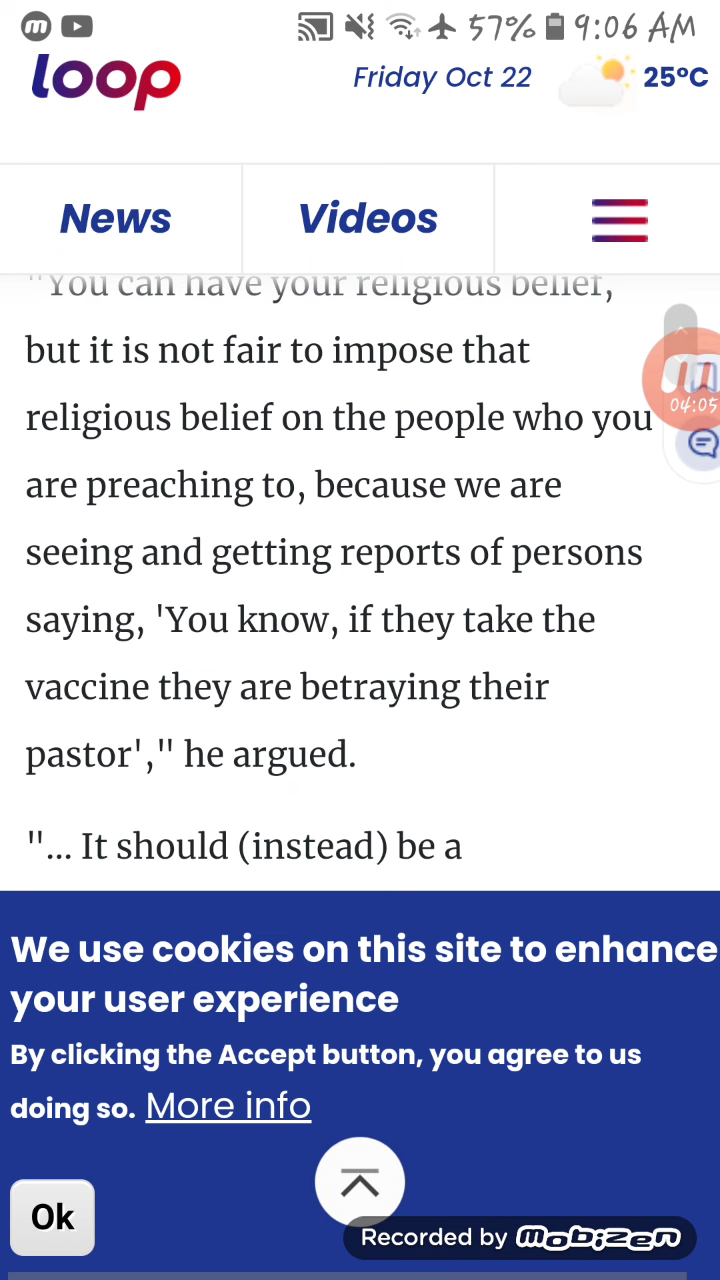 57% 9:06 AM
loop
Friday Oct 22
25°C
News
Videos
"You can have your religious belief,
but it is not fair to impose that
religious belief on the people who you
are preaching to, because we are
seeing and getting reports of persons
saying, 'You know, if they take the
vaccine they are betraying their
pastor'," he argued.
"... It should (instead) be a
04:05
We use cookies on this site to enhance
your user experience
By clicking the Accept button, you agree to us
doing so. More info
Ok
Recorded by mobizen